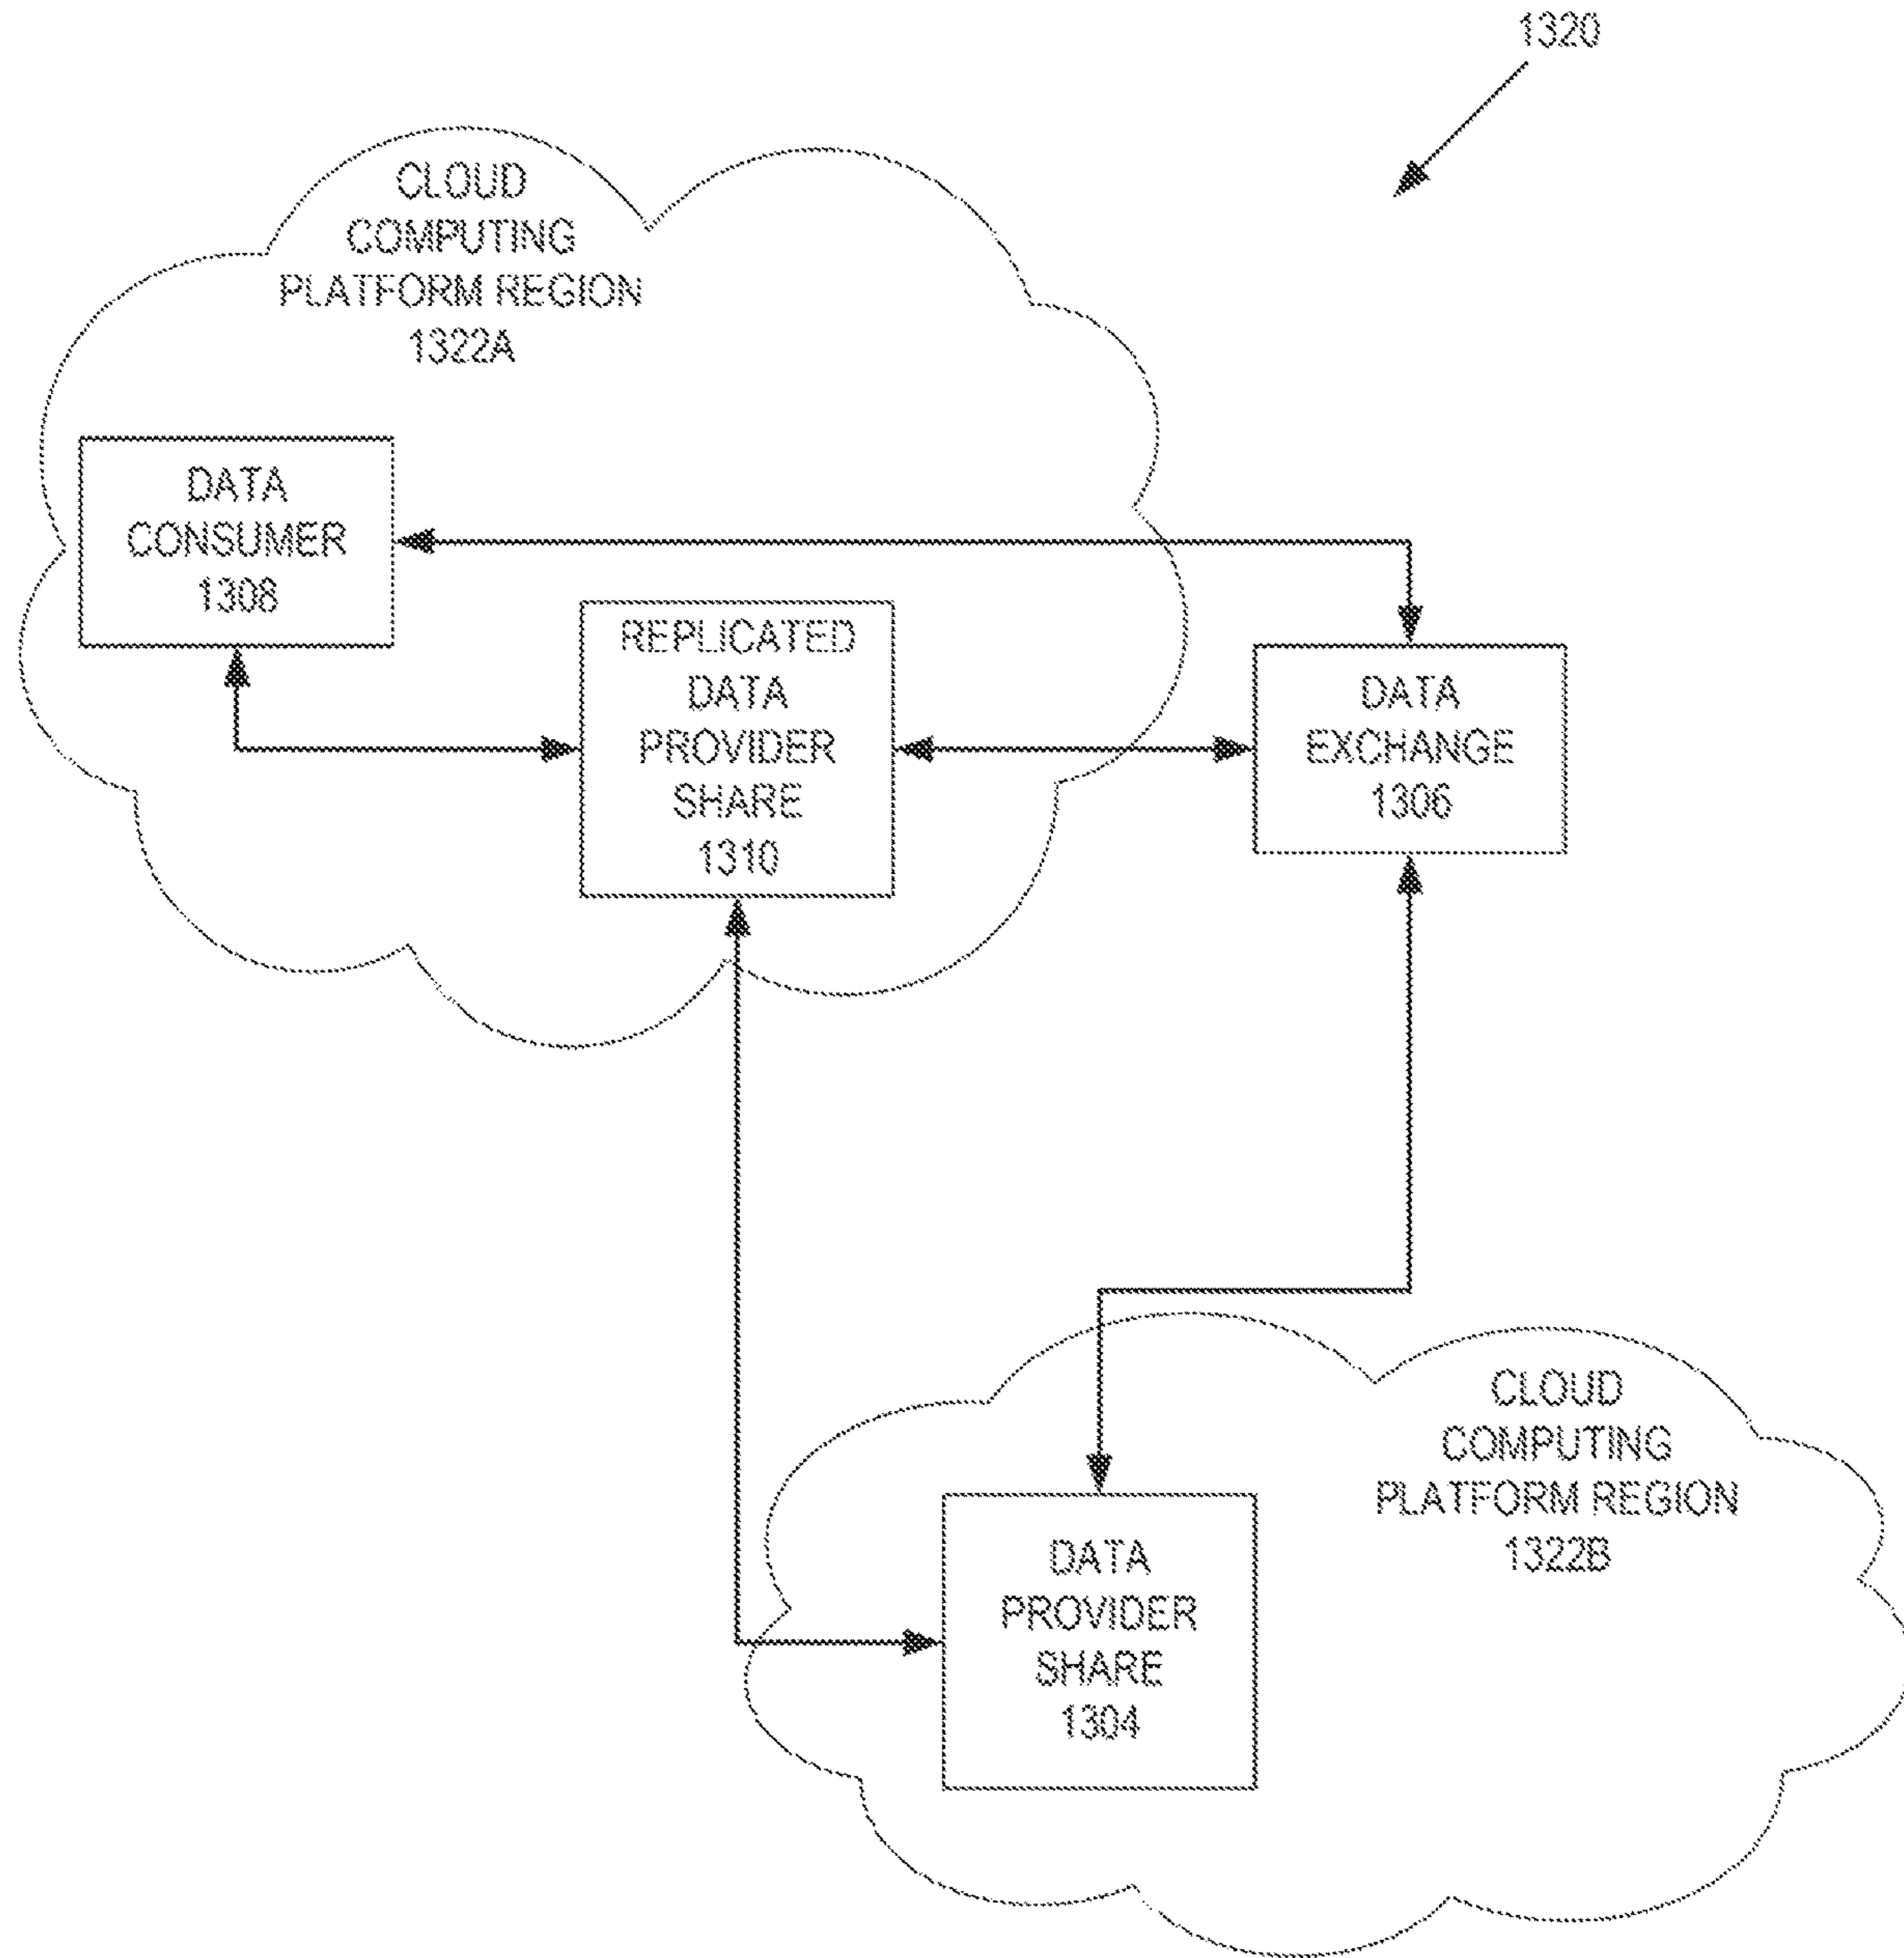 1320
CLOUD
COMPUTING
PLATFORM REGION
1322A
DATA
CONSUMER
1308
REPLICATED
DATA
PROVIDER
SHARE
1310
DATA
EXCHANGE
1306
CLOUD
COMPUTING
PLATFORM REGION
1322B
DATA
PROVIDER
SHARE
1304